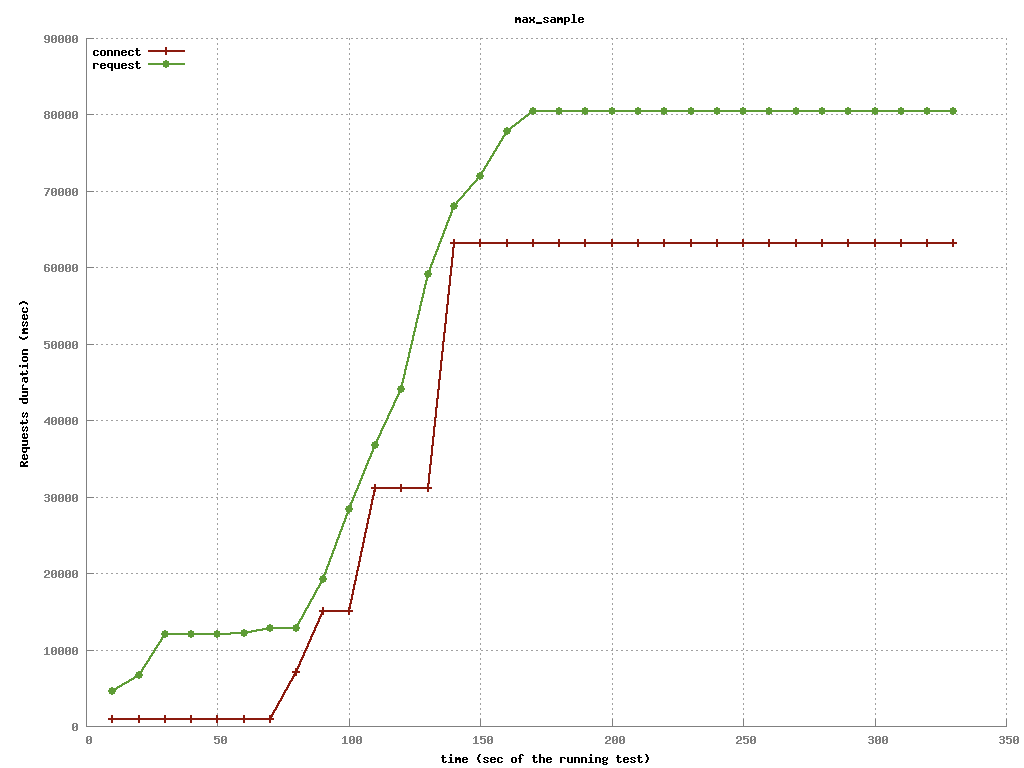 max_sample
90000
connect
request
80000
70000
60000
50000
40000
30000
20000
10000
0
Requests duration (msec)
0 50 100 150 200 250 300 350
time (sec of the running test)